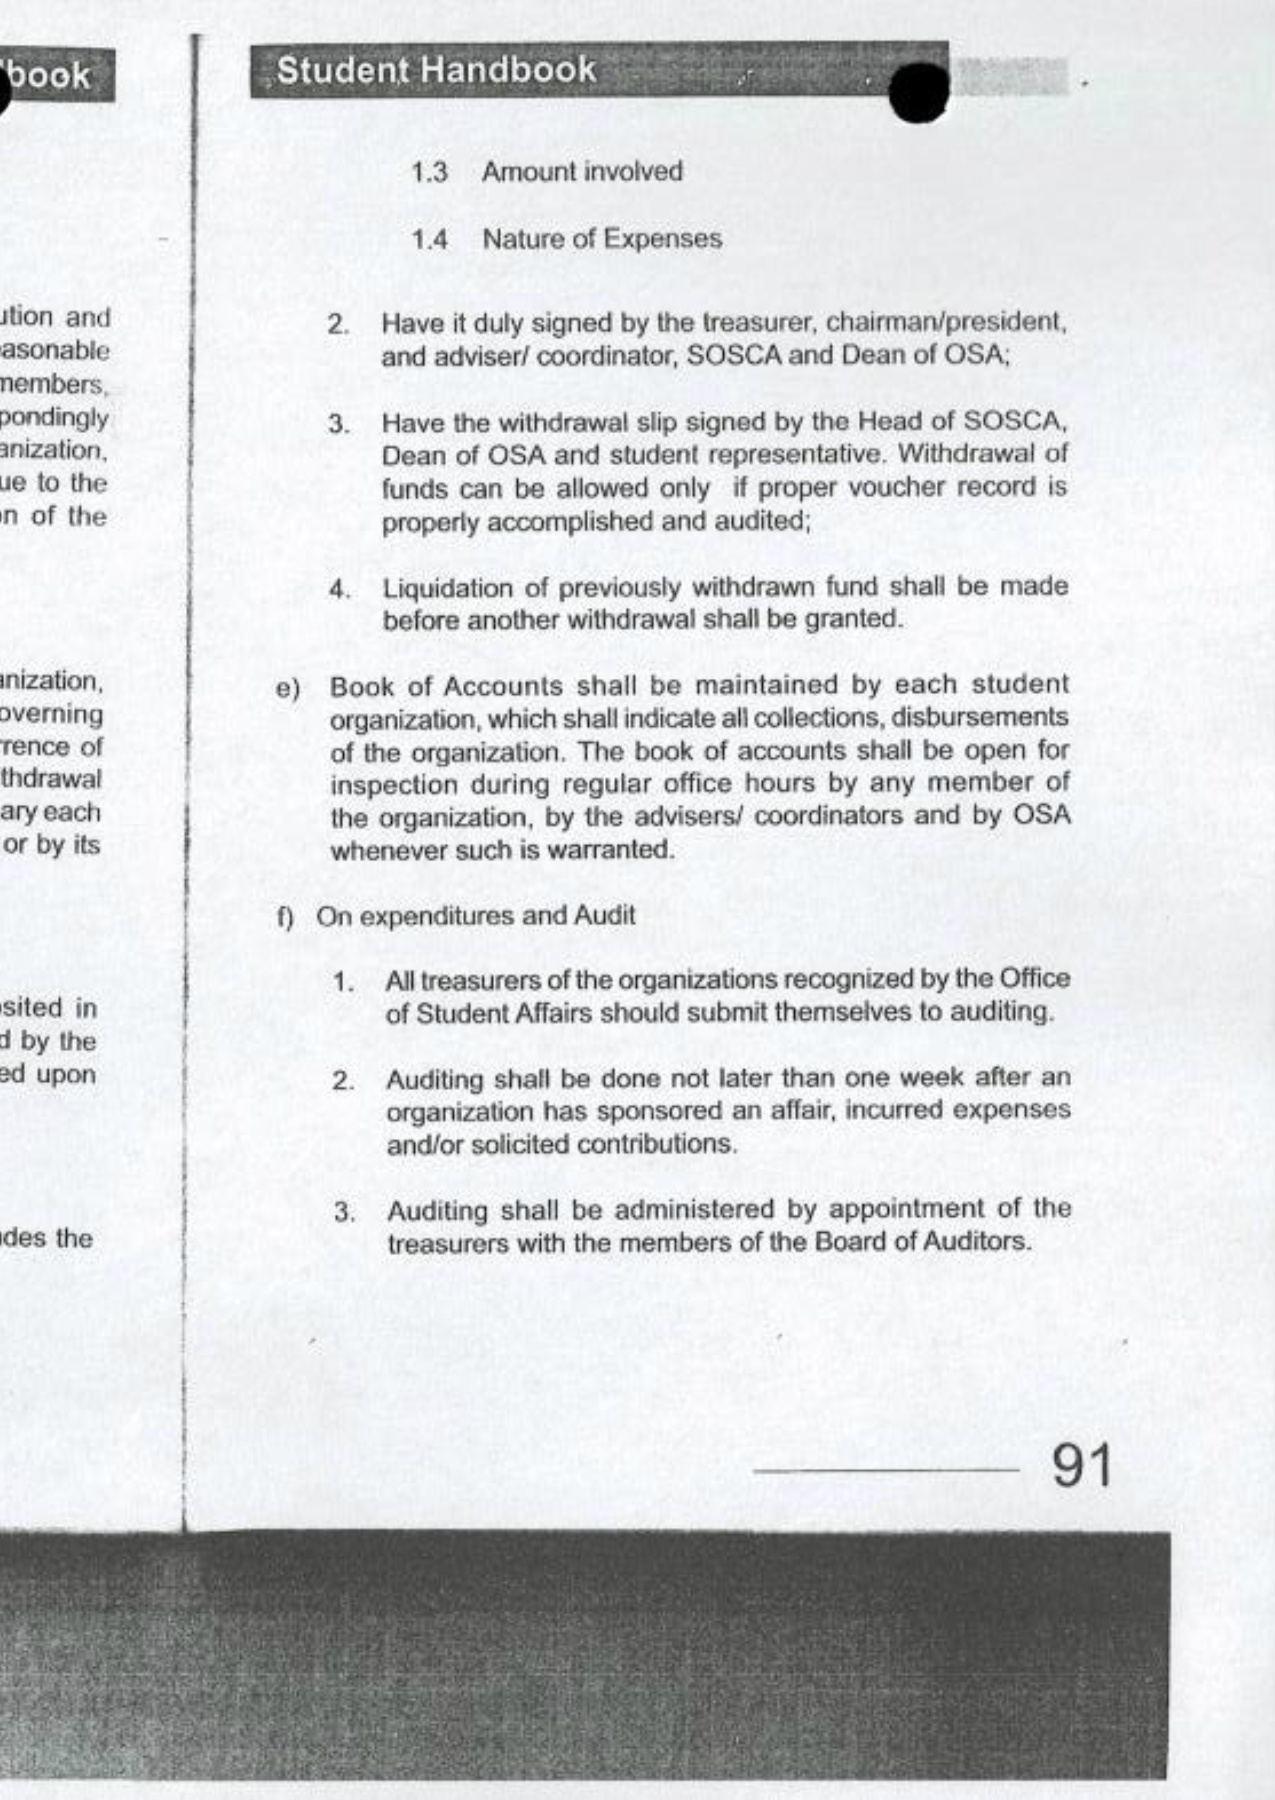 book
ution and
easonable
members,
pondingly
anization,
ue to the
on of the
anization,
overning
rrence of
thdrawal
ary each
or by its
sited in
d by the
ed upon
udes the
Student Handbook
1.3 Amount involved
1.4 Nature of Expenses
2. Have it duly signed by the treasurer, chairman/president,
and adviser/ coordinator, SOSCA and Dean of OSA;
3. Have the withdrawal slip signed by the Head of SOSCA,
Dean of OSA and student representative. Withdrawal of
funds can be allowed only if proper voucher record is
properly accomplished and audited;
4. Liquidation of previously withdrawn fund shall be made
before another withdrawal shall be granted.
e) Book of Accounts shall be maintained by each student
organization, which shall indicate all collections, disbursements
of the organization. The book of accounts shall be open for
inspection during regular office hours by any member of
the organization, by the advisers/ coordinators and by OSA
whenever such is warranted.
f) On expenditures and Audit
1. All treasurers of the organizations recognized by the Office
of Student Affairs should submit themselves to auditing.
2. Auditing shall be done not later than one week after an
organization has sponsored an affair, incurred expenses
and/or solicited contributions.
3. Auditing shall be administered by appointment of the
treasurers with the members of the Board of Auditors.
91